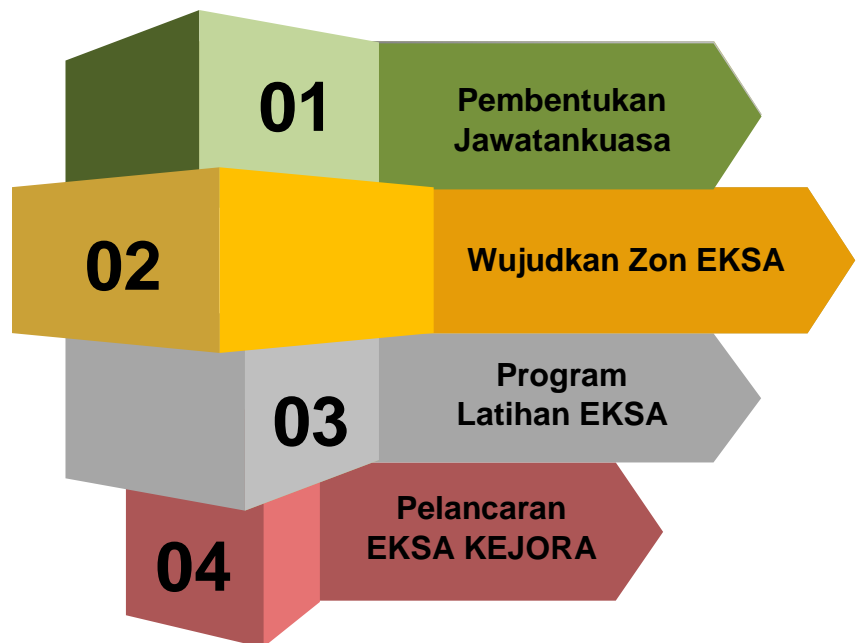 01
Pembentukan
Jawatankuasa
02
Wujudkan Zon EKSA
03
Program
Latihan EKSA
04
Pelancaran
EKSA KEJORA